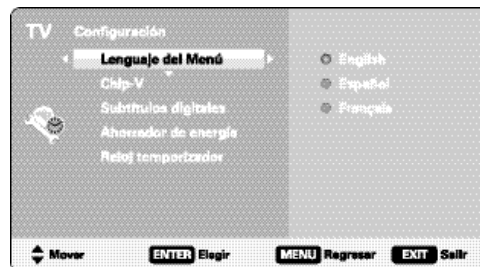 TV Configuración
Lenguaje del Menú
Chip-V
Subtítulos digitales
Ahorrador de energía
Reloj temporizador
English
Español
Français
Mover ENTER Elegir MENU Regresar EXIT Salir